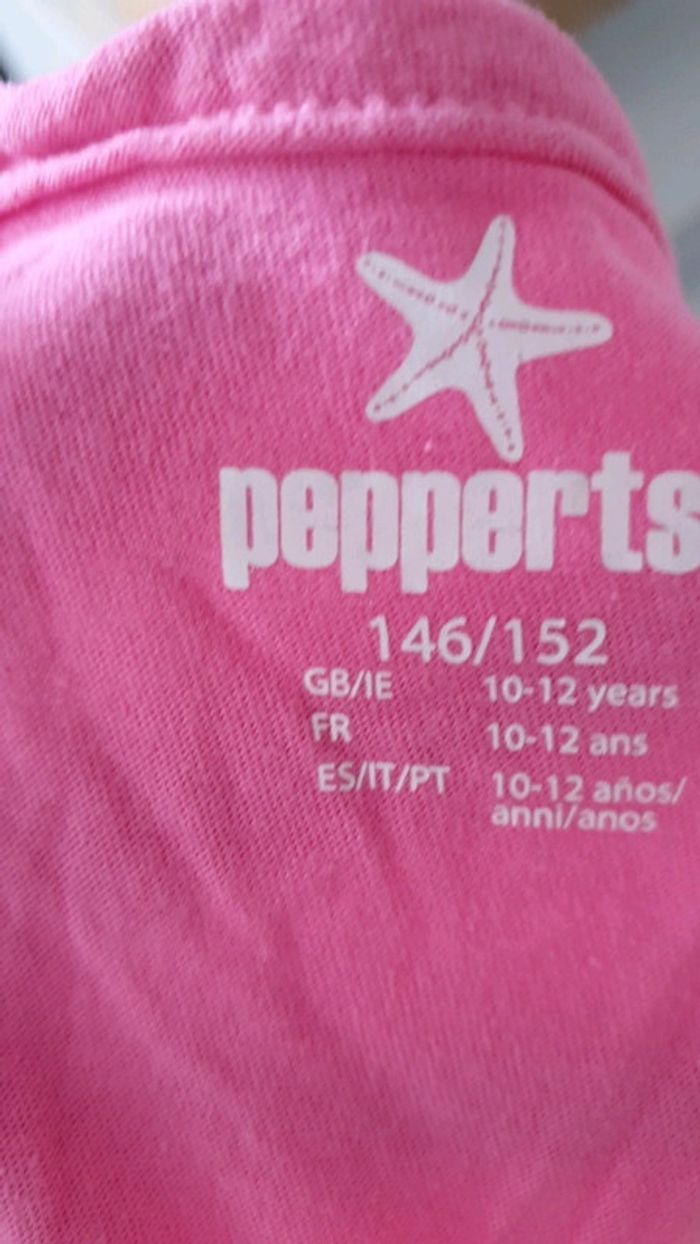 pepperts
146/152
GB/IE 10-12 years
FR 10-12 ans
ES/IT/PT 10-12 años/
anni/anos